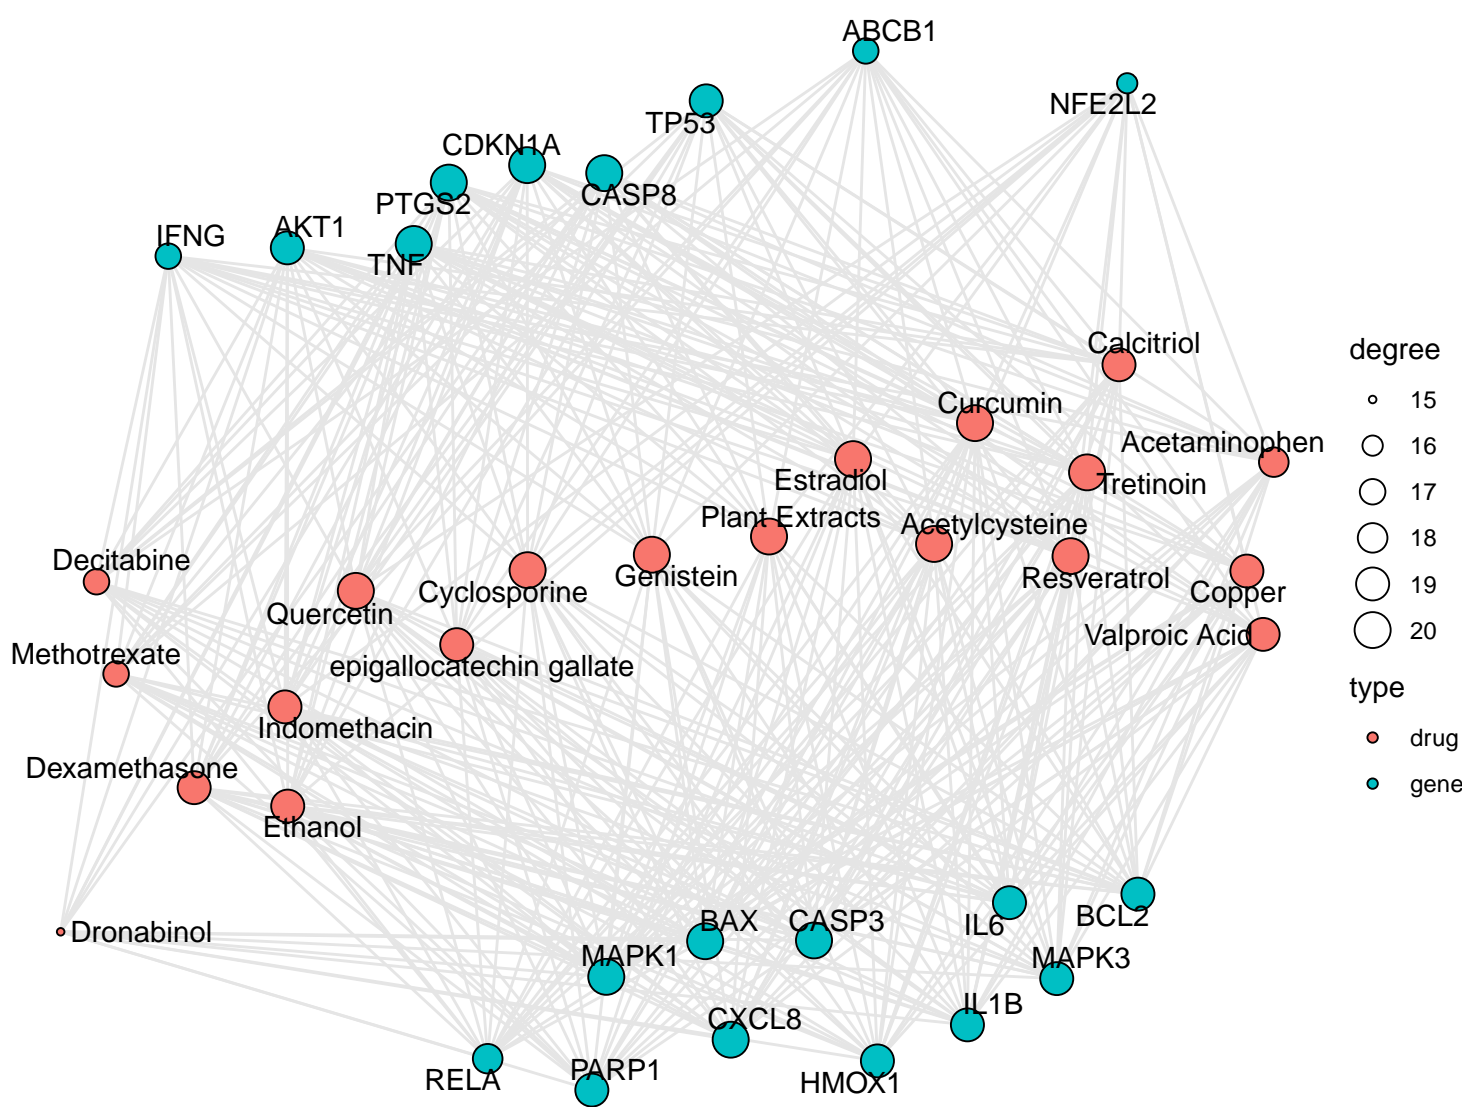 ABCB1
NFE2L2
TP53
CDKN1A
CASP8
PTGS2
IFNG
AKT1
TNF
Calcitriol
Curcumin
Acetaminophen
Estradiol
Tretinoin
Plant Extracts
Acetylcysteine
Decitabine
Genistein
Resveratrol
Cyclosporine
Copper
Quercetin
Valproic Acid
Methotrexate
epigallocatechin gallate
Indomethacin
Dexamethasone
Ethanol
Dronabinol
BAX
CASP3
IL6
BCL2
MAPK1
MAPK3
IL1B
CXCL8
RELA
PARP1
HMOX1
degree
15
16
17
18
19
20
type
drug
gene